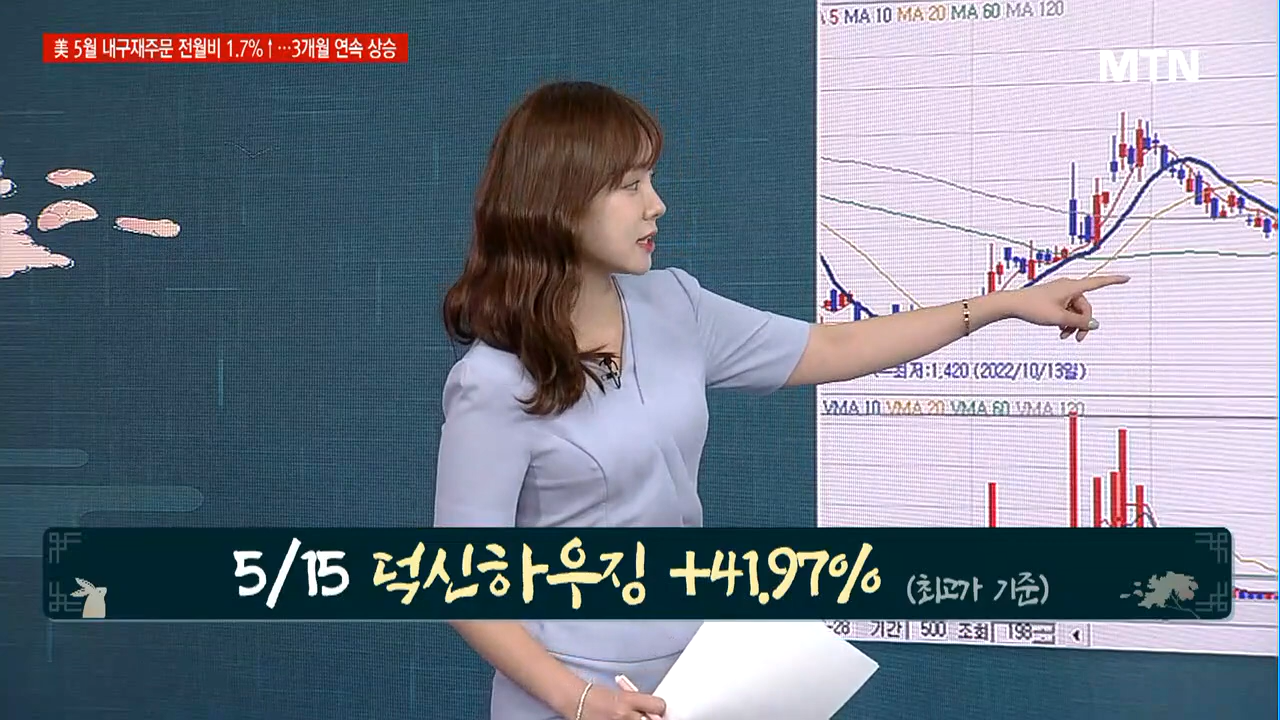 美 5월 내구재주문 전월비 1.7%↑…3개월 연속 상승
5 MA 10 MA 20 MA 60 MA 120
MTN
최저:1,420 (2022/10/13일)
VMA 10 VMA 20 VMA 60 VMA 120
5/15 덕신하우징 +41.97% (최고가 기준)
-28 기간 500 조회 198